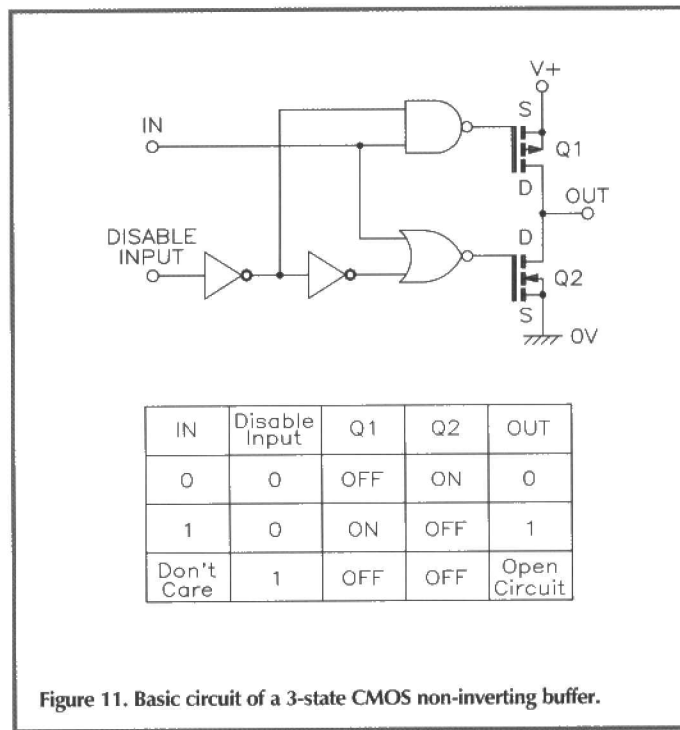 V+
S
IN
Q1
D
OUT
DISABLE
INPUT
D
Q2
S
0V
IN Disable Input Q1 Q2 OUT
0 0 OFF ON 0
1 0 ON OFF 1
Don't Care 1 OFF OFF Open Circuit
Figure 11. Basic circuit of a 3-state CMOS non-inverting buffer.